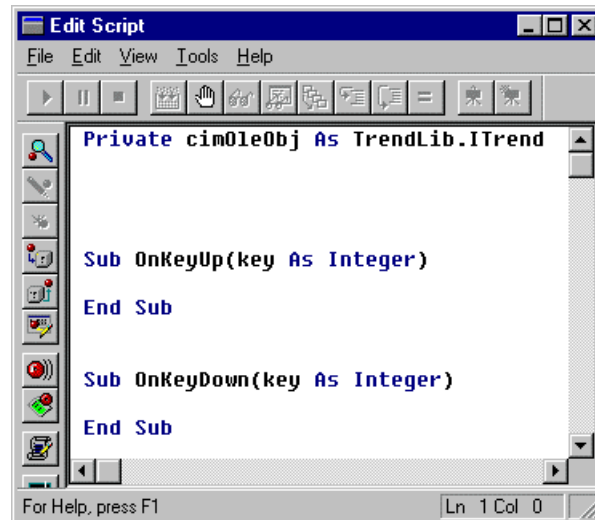 Edit Script
File Edit View Tools Help
Private cimOleObj As TrendLib.ITrend
Sub OnKeyUp(key As Integer)
End Sub
Sub OnKeyDown(key As Integer)
End Sub
For Help, press F1
Ln 1 Col 0